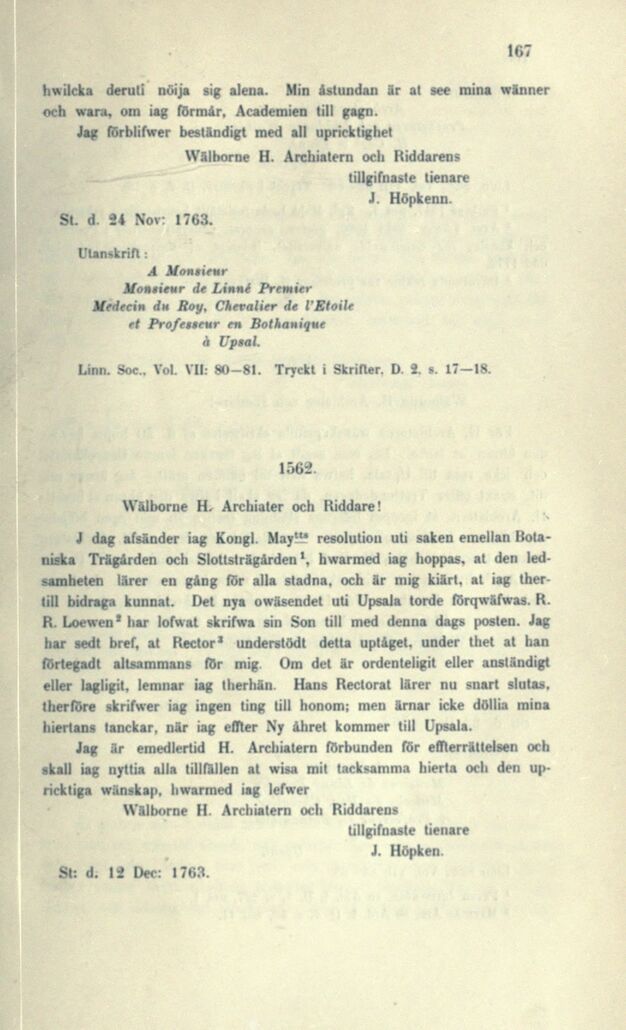 167
hwilcka deruti nöija sig alena. Min åstundan är at see mina wänner
och wara, om iag förmår, Academien till gagn.
Jag förblifwer beständigt med all upricktighet
Wälborne H. Archiatern och Riddarens
tillgifnaste tienare
J. Höpkenn.
St. d. 24 Nov: 1763.
Utanskrift:
A Monsieur
Monsieur de Linné Premier
Medecin du Roy, Chevalier de l'Etoile
et Professeur en Bothanique
à Upsal.
Linn. Soc., Vol. VII: 80—81. Tryckt i Skrifter, D. 2, s. 17—18.
1562.
Wälborne H. Archiater och Riddare!
J dag afsänder iag Kongl. Maytts resolution uti saken emellan Bota-
niska Trägården och Slottsträgården¹, hwarmed iag hoppas, at den led-
samheten lärer en gång för alla stadna, och är mig kiärt, at iag ther-
till bidraga kunnat. Det nya owäsendet uti Upsala torde förqwäfwas. R.
R. Loewen² har lofwat skrifwa sin Son till med denna dags posten. Jag
har sedt bref, at Rector³ understödt detta uptåget, under thet at han
förtegadt altsammans för mig. Om det är ordenteligit eller anständigt
eller lagligit, lemnar iag therhän. Hans Rectorat lärer nu snart slutas,
therföre skrifwer iag ingen ting till honom; men ärnar icke döllia mina
hiertans tanckar, när iag effter Ny åhret kommer till Upsala.
Jag är emedlertid H. Archiatern förbunden för effterrättelsen och
skall iag nyttia alla tillfällen at wisa mit tacksamma hierta och den up-
ricktiga wänskap, hwarmed iag lefwer
Wälborne H. Archiatern och Riddarens
tillgifnaste tienare
J. Höpken.
St: d. 12 Dec: 1763.